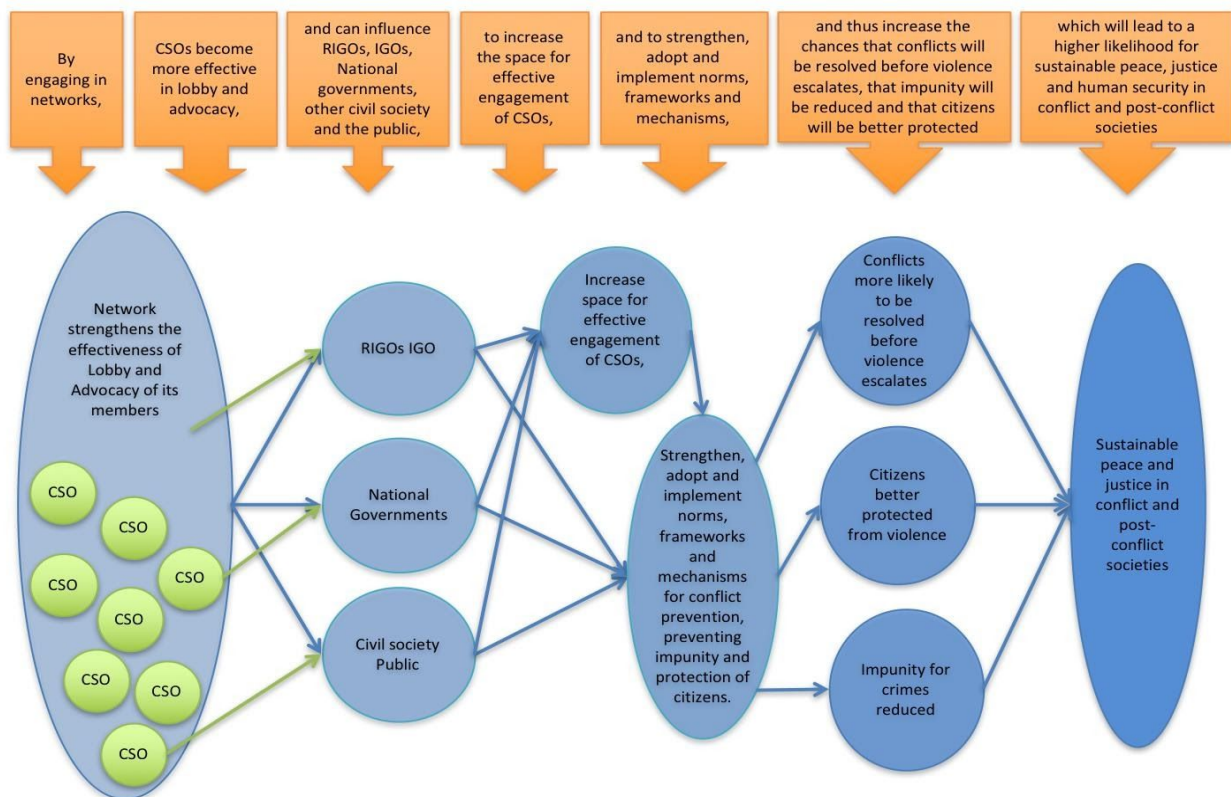 By
engaging in
networks,
CSOs become
more effective
in lobby and
advocacy,
and can influence
RIGOs, IGOs,
National
governments,
other civil society
and the public,
to increase
the space for
effective
engagement
of CSOs,
and to strengthen,
adopt and
implement norms,
frameworks and
mechanisms,
and thus increase the
chances that conflicts will
be resolved before violence
escalates, that impunity will
be reduced and that citizens
will be better protected
which will lead to a
higher likelihood for
sustainable peace, justice
and human security in
conflict and post-conflict
societies
Network
strengthens the
effectiveness of
Lobby and
Advocacy of its
members
CSO
CSO
CSO
CSO
CSO
CSO
CSO
CSO
RIGOs IGO
National
Governments
Civil society
Public
Increase
space for
effective
engagement
of CSOs,
Strengthen,
adopt and
implement
norms,
frameworks
and
mechanisms
for conflict
prevention,
preventing
impunity and
protection of
citizens.
Conflicts
more likely
to be
resolved
before
violence
escalates
Citizens
better
protected
from violence
Impunity for
crimes
reduced
Sustainable
peace and
justice in
conflict and
post-
conflict
societies